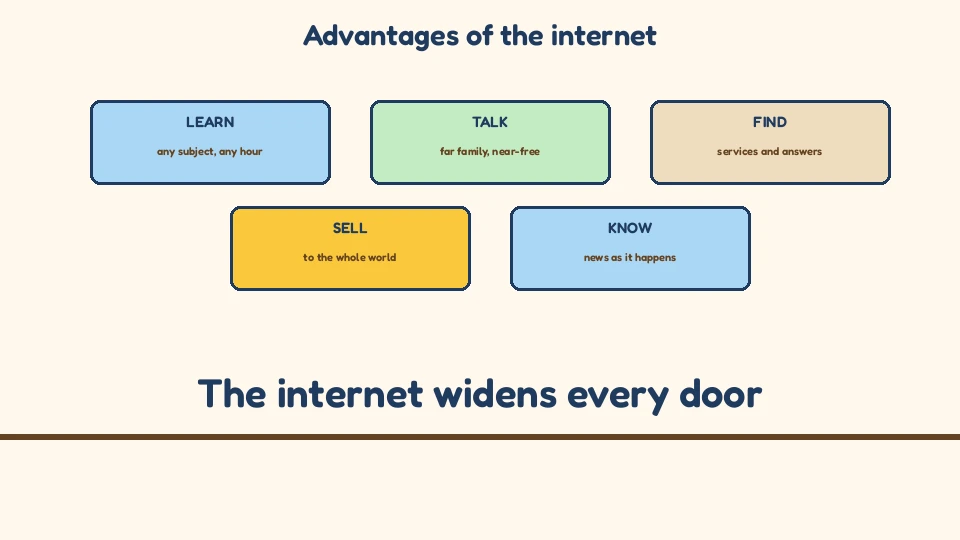 Advantages of the internet
LEARN
any subject, any hour
TALK
far family, near-free
FIND
services and answers
SELL
to the whole world
KNOW
news as it happens
The internet widens every door